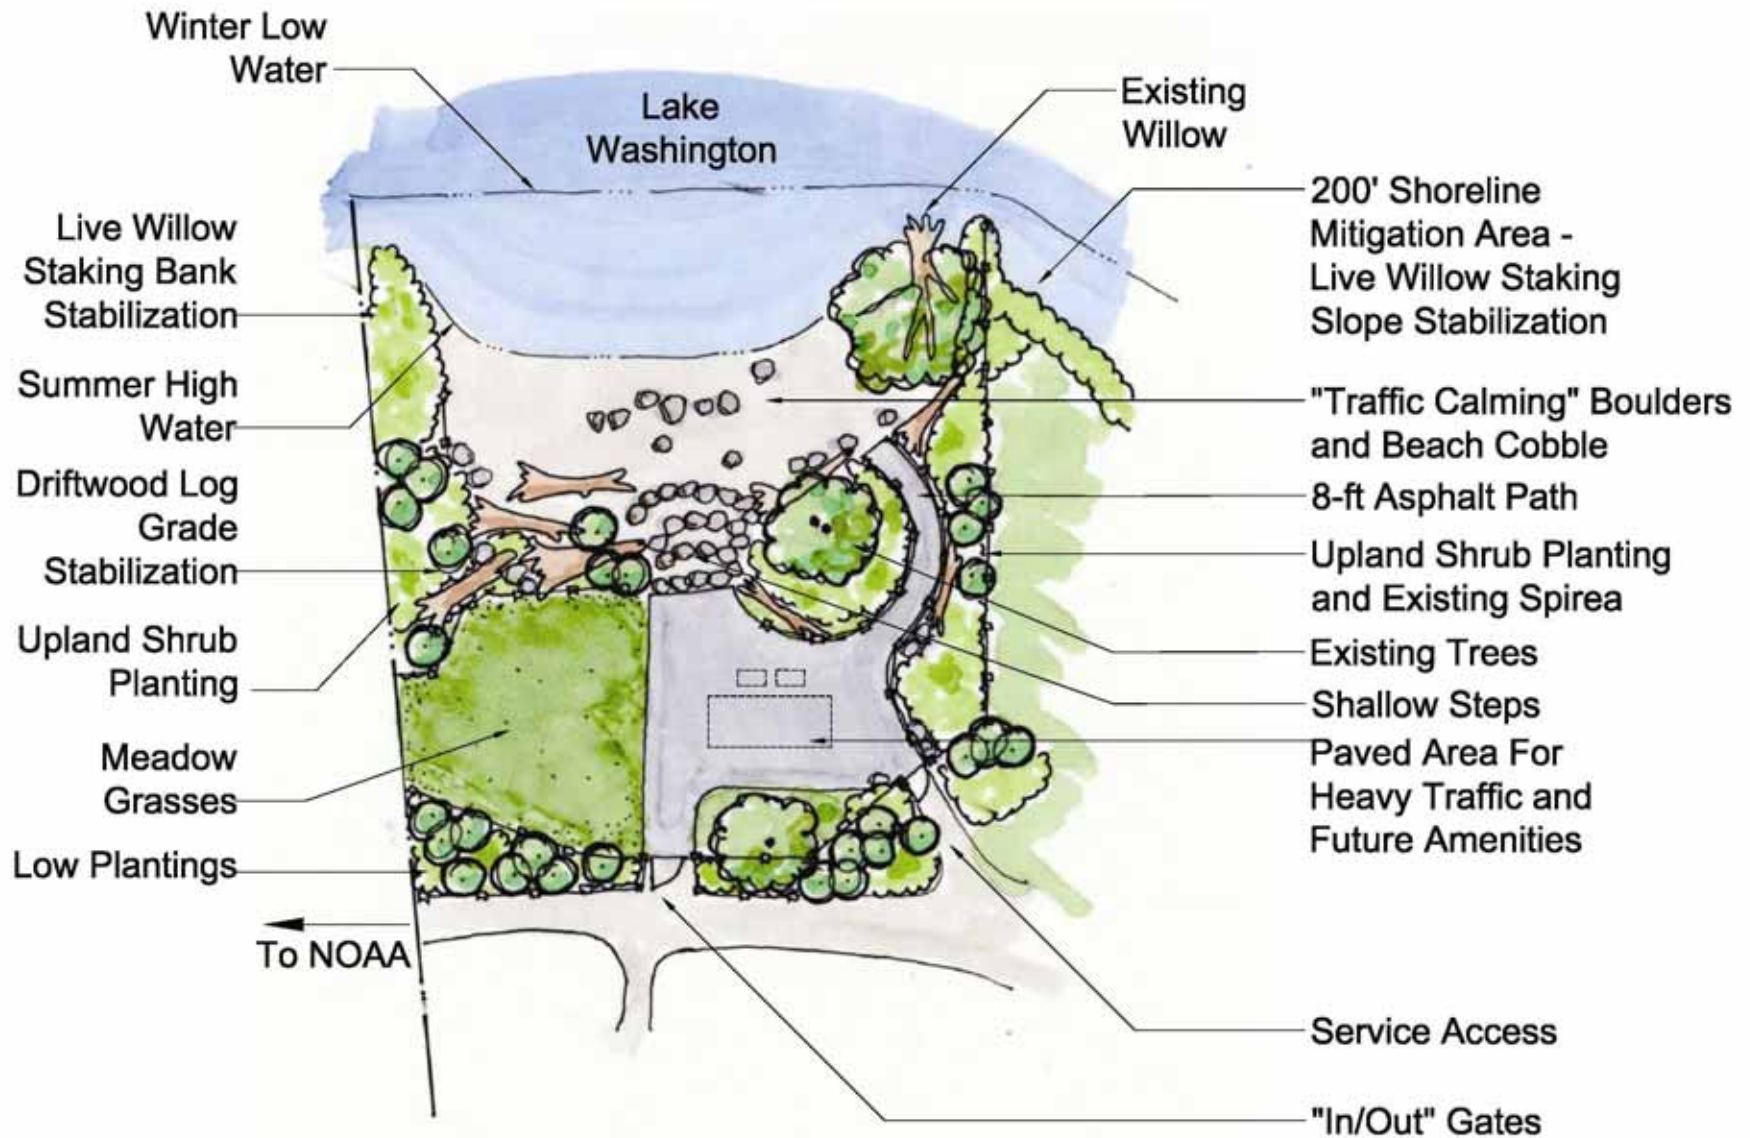 Winter Low
Water
Lake
Washington
Existing
Willow
Live Willow
Staking Bank
Stabilization
Summer High
Water
Driftwood Log
Grade
Stabilization
Upland Shrub
Planting
Meadow
Grasses
Low Plantings
To NOAA
200' Shoreline
Mitigation Area -
Live Willow Staking
Slope Stabilization
"Traffic Calming" Boulders
and Beach Cobble
8-ft Asphalt Path
Upland Shrub Planting
and Existing Spirea
Existing Trees
Shallow Steps
Paved Area For
Heavy Traffic and
Future Amenities
Service Access
"In/Out" Gates